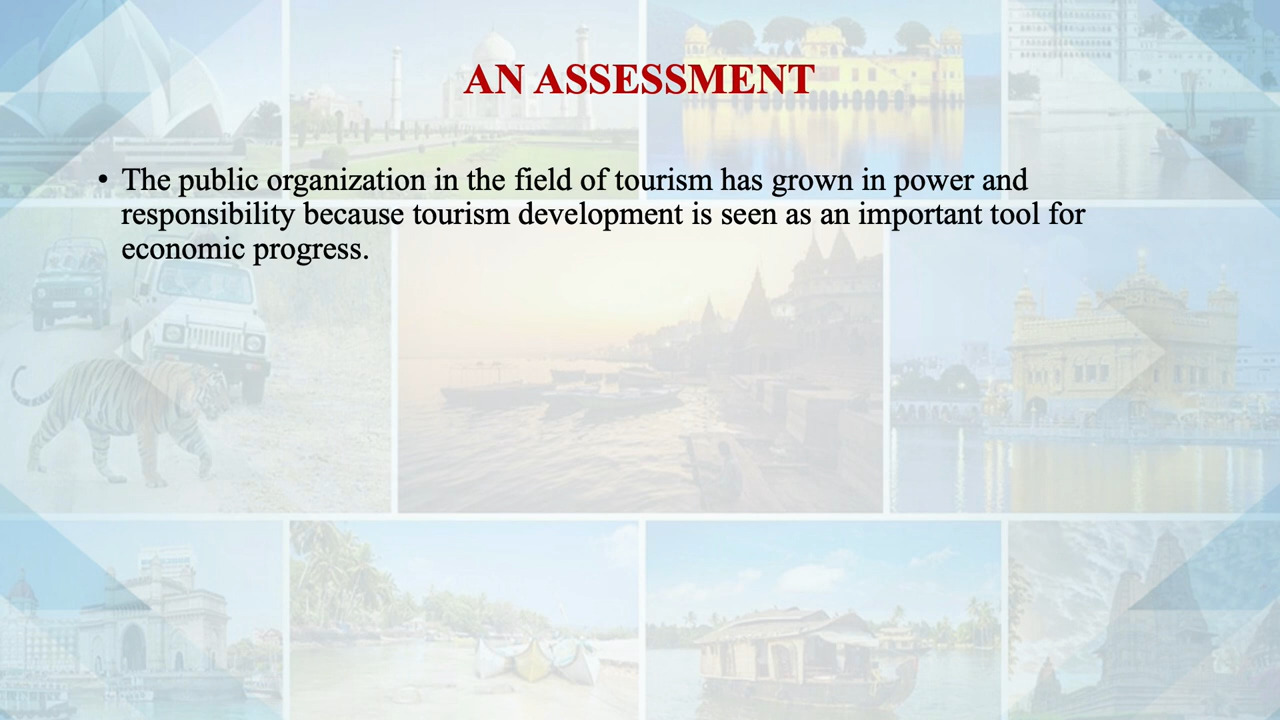 AN ASSESSMENT
• The public organization in the field of tourism has grown in power and
responsibility because tourism development is seen as an important tool for
economic progress.